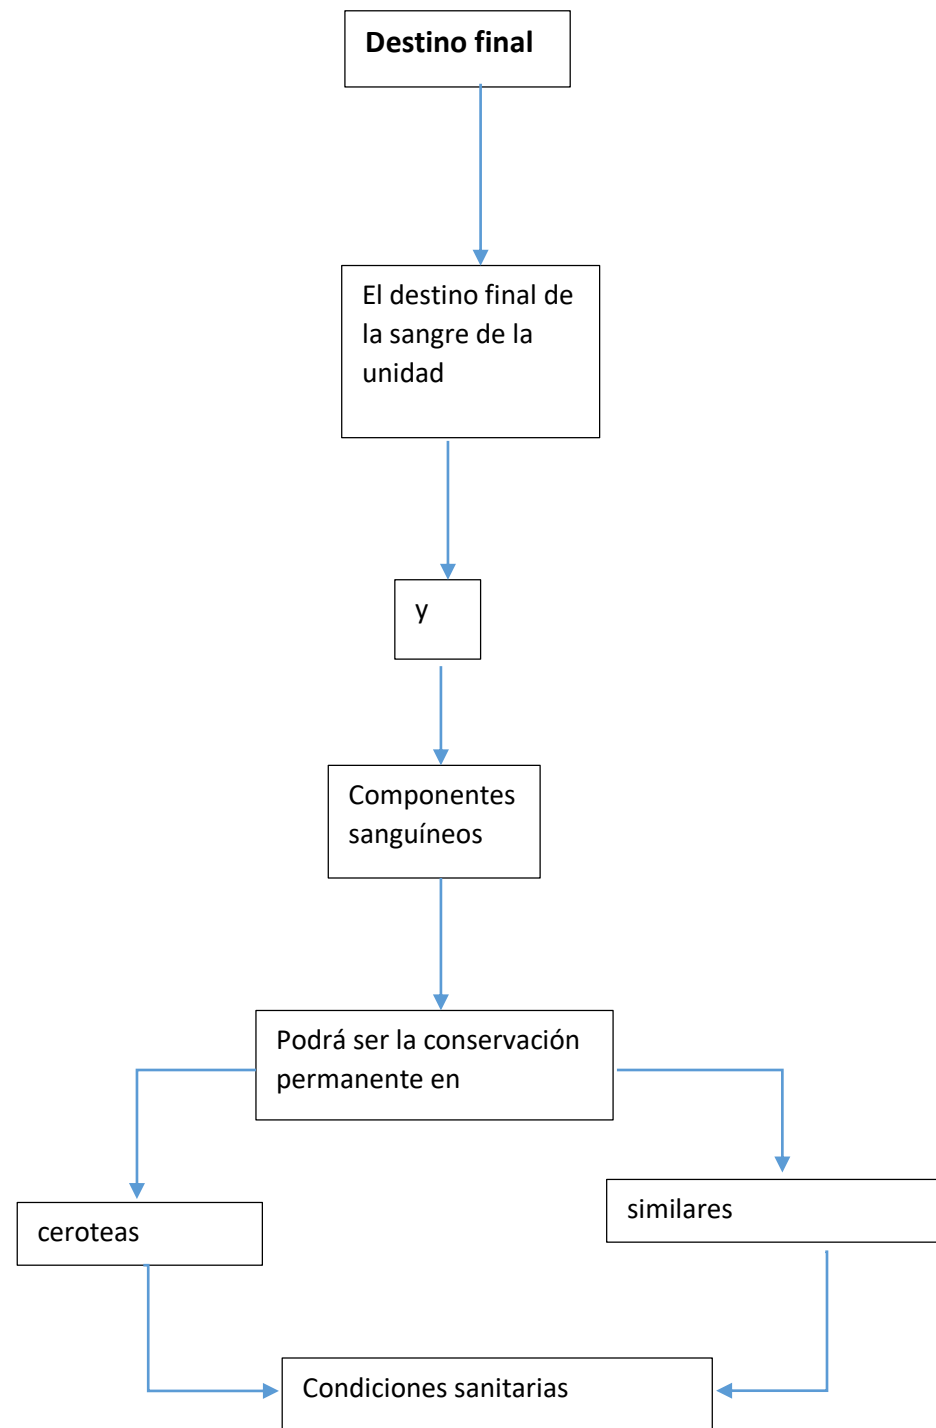 Destino final
El destino final de
la sangre de la
unidad
y
Componentes
sanguíneos
Podrá ser la conservación
permanente en
ceroteas
similares
Condiciones sanitarias